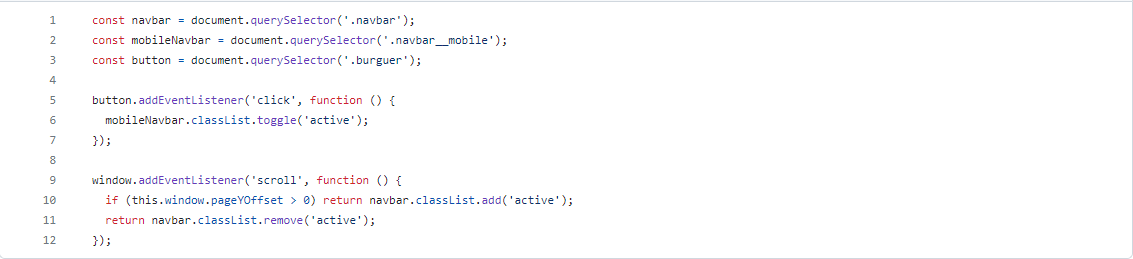 1 const navbar = document.querySelector('.navbar');
2 const mobileNavbar = document.querySelector('.navbar__mobile');
3 const button = document.querySelector('.burguer');
4
5 button.addEventListener('click', function () {
6 mobileNavbar.classList.toggle('active');
7 });
8
9 window.addEventListener('scroll', function () {
10 if (this.window.pageYOffset > 0) return navbar.classList.add('active');
11 return navbar.classList.remove('active');
12 });